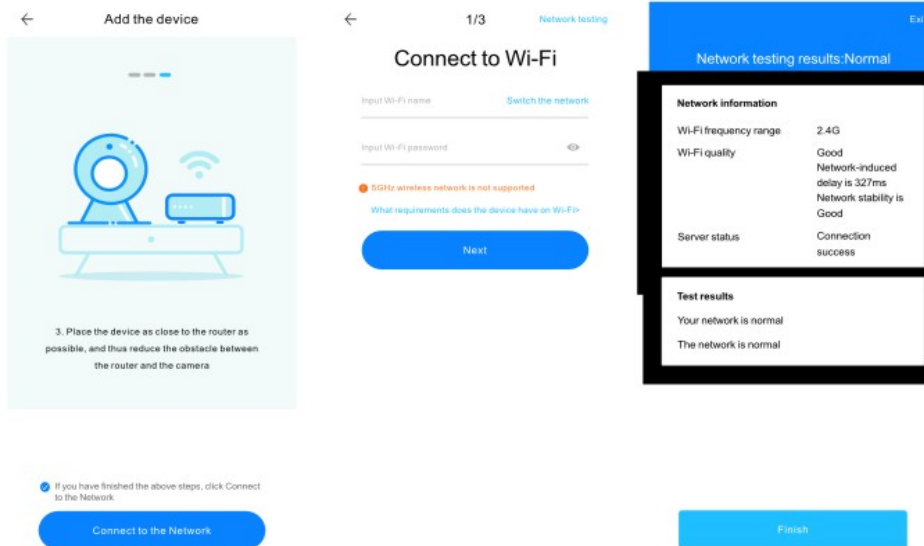 Add the device
3. Place the device as close to the router as
possible, and thus reduce the obstacle between
the router and the camera
If you have finished the above steps, click Connect
to the Network
Connect to the Network
1/3
Network testing
Connect to Wi-Fi
Input Wi-Fi name
Switch the network
Input Wi-Fi password
5GHz wireless network is not supported
What requirements does the device have on Wi-Fi>
Next
Network testing results:Normal
Network information
Wi-Fi frequency range 2.4G
Wi-Fi quality Good
Network-induced
delay is 327ms
Network stability is
Good
Server status Connection
success
Test results
Your network is normal
The network is normal
Finish